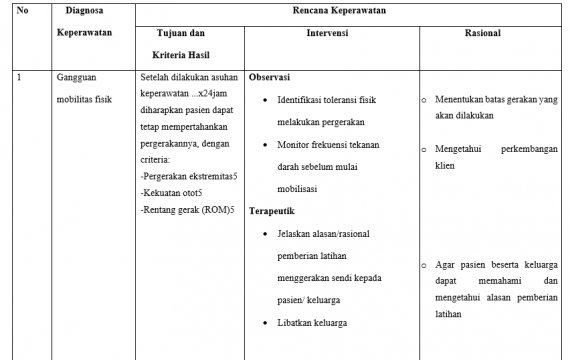 No
Diagnosa
Keperawatan
Rencana Keperawatan
Tujuan dan
Kriteria Hasil
Intervensi
Rasional
1
Gangguan
mobilitas fisik
Setelah dilakukan asuhan
keperawatan ...x24jam
diharapkan pasien dapat
tetap mempertahankan
pergerakannya, dengan
criteria:
-Pergerakan ekstremitas5
-Kekuatan otot5
-Rentang gerak (ROM)5
Observasi
• Identifikasi toleransi fisik
melakukan pergerakan
• Monitor frekuensi tekanan
darah sebelum mulai
mobilisasi
Terapeutik
• Jelaskan alasan/rasional
pemberian latihan
menggerakan sendi kepada
pasien/ keluarga
• Libatkan keluarga
o Menentukan batas gerakan yang
akan dilakukan
o Mengetahui perkembangan
klien
o Agar pasien beserta keluarga
dapat memahami dan
mengetahui alasan pemberian
latihan